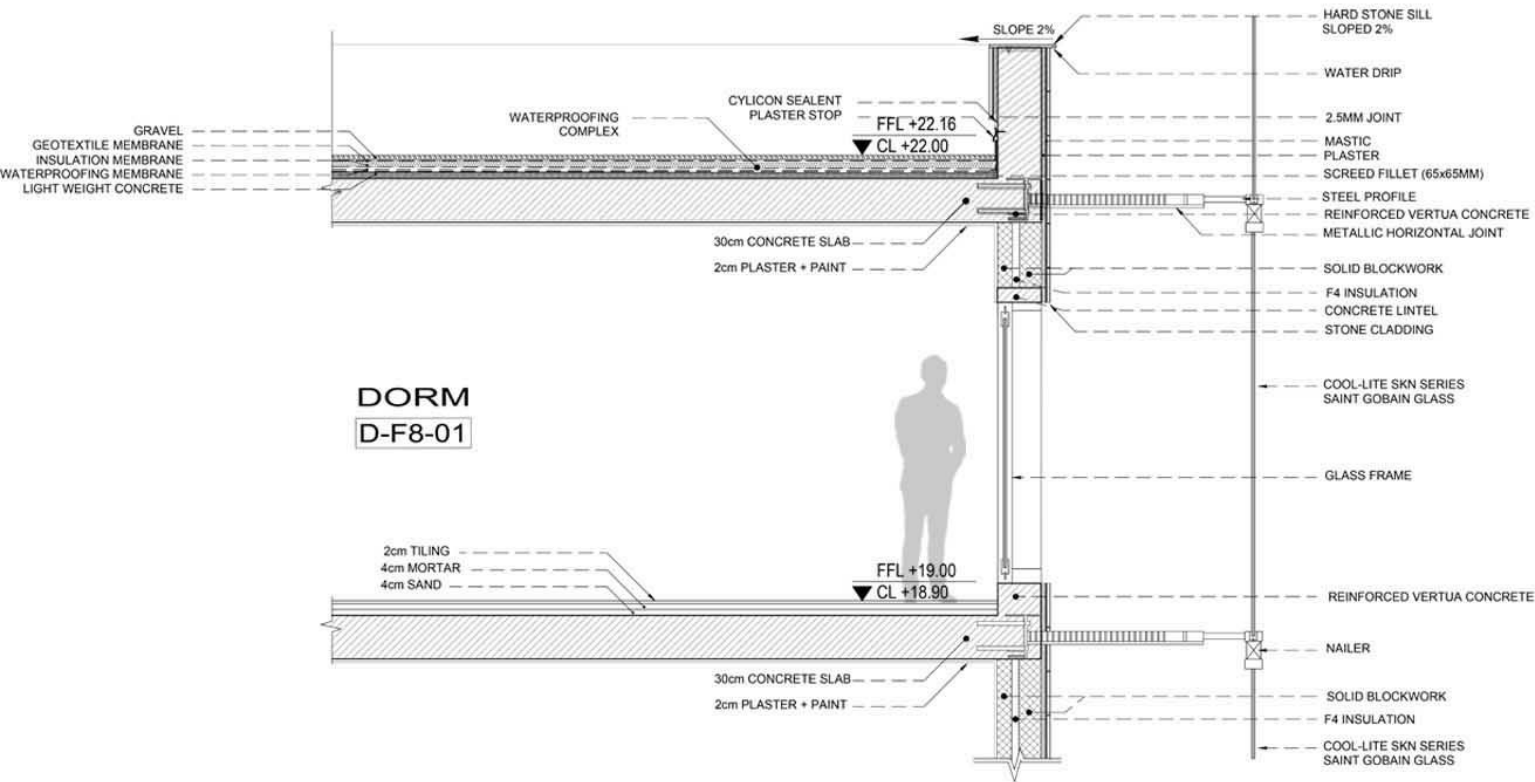 HARD STONE SILL
SLOPED 2%
SLOPE 2%
WATER DRIP
CYLICON SEALENT
PLASTER STOP
WATERPROOFING
COMPLEX
FFL +22.16
CL +22.00
2.5MM JOINT
MASTIC
PLASTER
SCREED FILLET (65x65MM)
GRAVEL
GEOTEXTILE MEMBRANE
INSULATION MEMBRANE
WATERPROOFING MEMBRANE
LIGHT WEIGHT CONCRETE
STEEL PROFILE
REINFORCED VERTUA CONCRETE
METALLIC HORIZONTAL JOINT
30cm CONCRETE SLAB
2cm PLASTER + PAINT
SOLID BLOCKWORK
F4 INSULATION
CONCRETE LINTEL
STONE CLADDING
DORM
D-F8-01
COOL-LITE SKN SERIES
SAINT GOBAIN GLASS
GLASS FRAME
2cm TILING
4cm MORTAR
4cm SAND
FFL +19.00
CL +18.90
REINFORCED VERTUA CONCRETE
NAILER
30cm CONCRETE SLAB
2cm PLASTER + PAINT
SOLID BLOCKWORK
F4 INSULATION
COOL-LITE SKN SERIES
SAINT GOBAIN GLASS